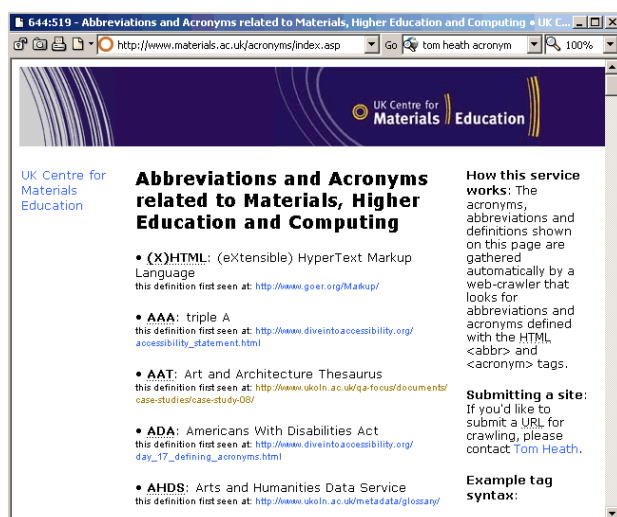 644:519 - Abbreviations and Acronyms related to Materials, Higher Education and Computing • UK C...
http://www.materials.ac.uk/acronyms/index.asp Go tom heath acronym 100%
UK Centre for
Materials Education
UK Centre for
Materials
Education
Abbreviations and Acronyms
related to Materials, Higher
Education and Computing
• (X)HTML: (eXtensible) HyperText Markup
Language
this definition first seen at: http://www.goer.org/Markup/
• AAA: triple A
this definition first seen at: http://www.diveintoaccessibility.org/
accessibility_statement.html
• AAT: Art and Architecture Thesaurus
this definition first seen at: http://www.ukoln.ac.uk/qa-focus/documents/
case-studies/case-study-08/
• ADA: Americans With Disabilities Act
this definition first seen at: http://www.diveintoaccessibility.org/
day_17_defining_acronyms.html
• AHDS: Arts and Humanities Data Service
this definition first seen at: http://www.ukoln.ac.uk/metadata/glossary/
How this service
works: The
acronyms,
abbreviations and
definitions shown
on this page are
gathered
automatically by a
web-crawler that
looks for
abbreviations and
acronyms defined
with the HTML
<abbr> and
<acronym> tags.
Submitting a site:
If you'd like to
submit a URL for
crawling, please
contact Tom Heath.
Example tag
syntax: